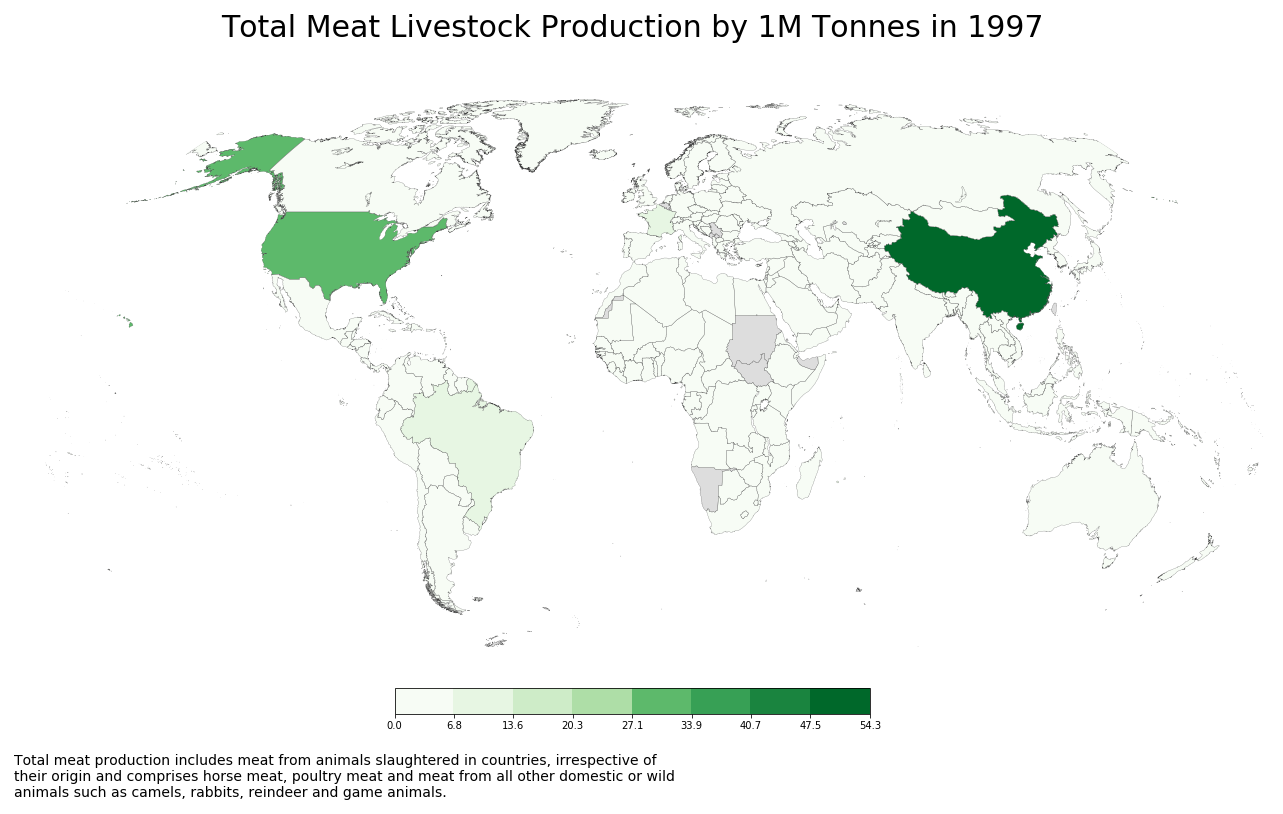 Total Meat Livestock Production by 1M Tonnes in 1997
0.0 6.8 13.6 20.3 27.1 33.9 40.7 47.5 54.3
Total meat production includes meat from animals slaughtered in countries, irrespective of
their origin and comprises horse meat, poultry meat and meat from all other domestic or wild
animals such as camels, rabbits, reindeer and game animals.